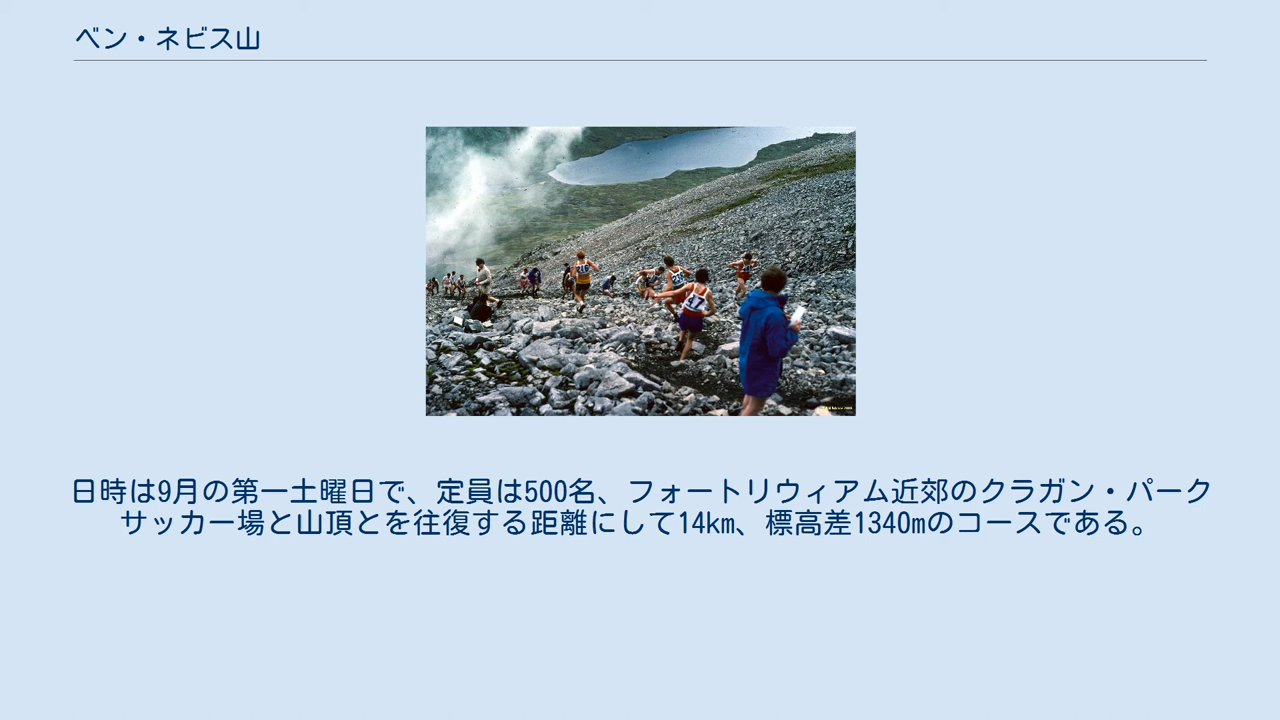 ベン・ネビス山
47
日時は9月の第一土曜日で、定員は500名、フォートリウィアム近郊のクラガン・パーク
サッカー場と山頂とを往復する距離にして14km、標高差1340mのコースである。